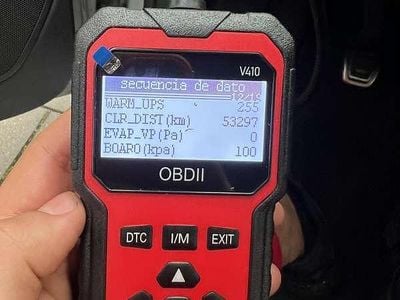 V410
secuencia de dato
WARM_UPS 255
CLR_DIST(km) 53297
EVAP_VP(Pa) 0
BOARO(kpa) 100
OBDII
DTC I/M EXIT